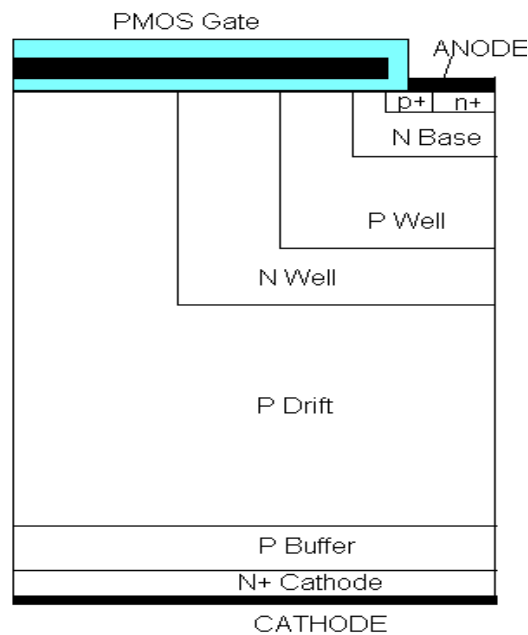 PMOS Gate
ANODE
p+ n+
N Base
P Well
N Well
P Drift
P Buffer
N+ Cathode
CATHODE